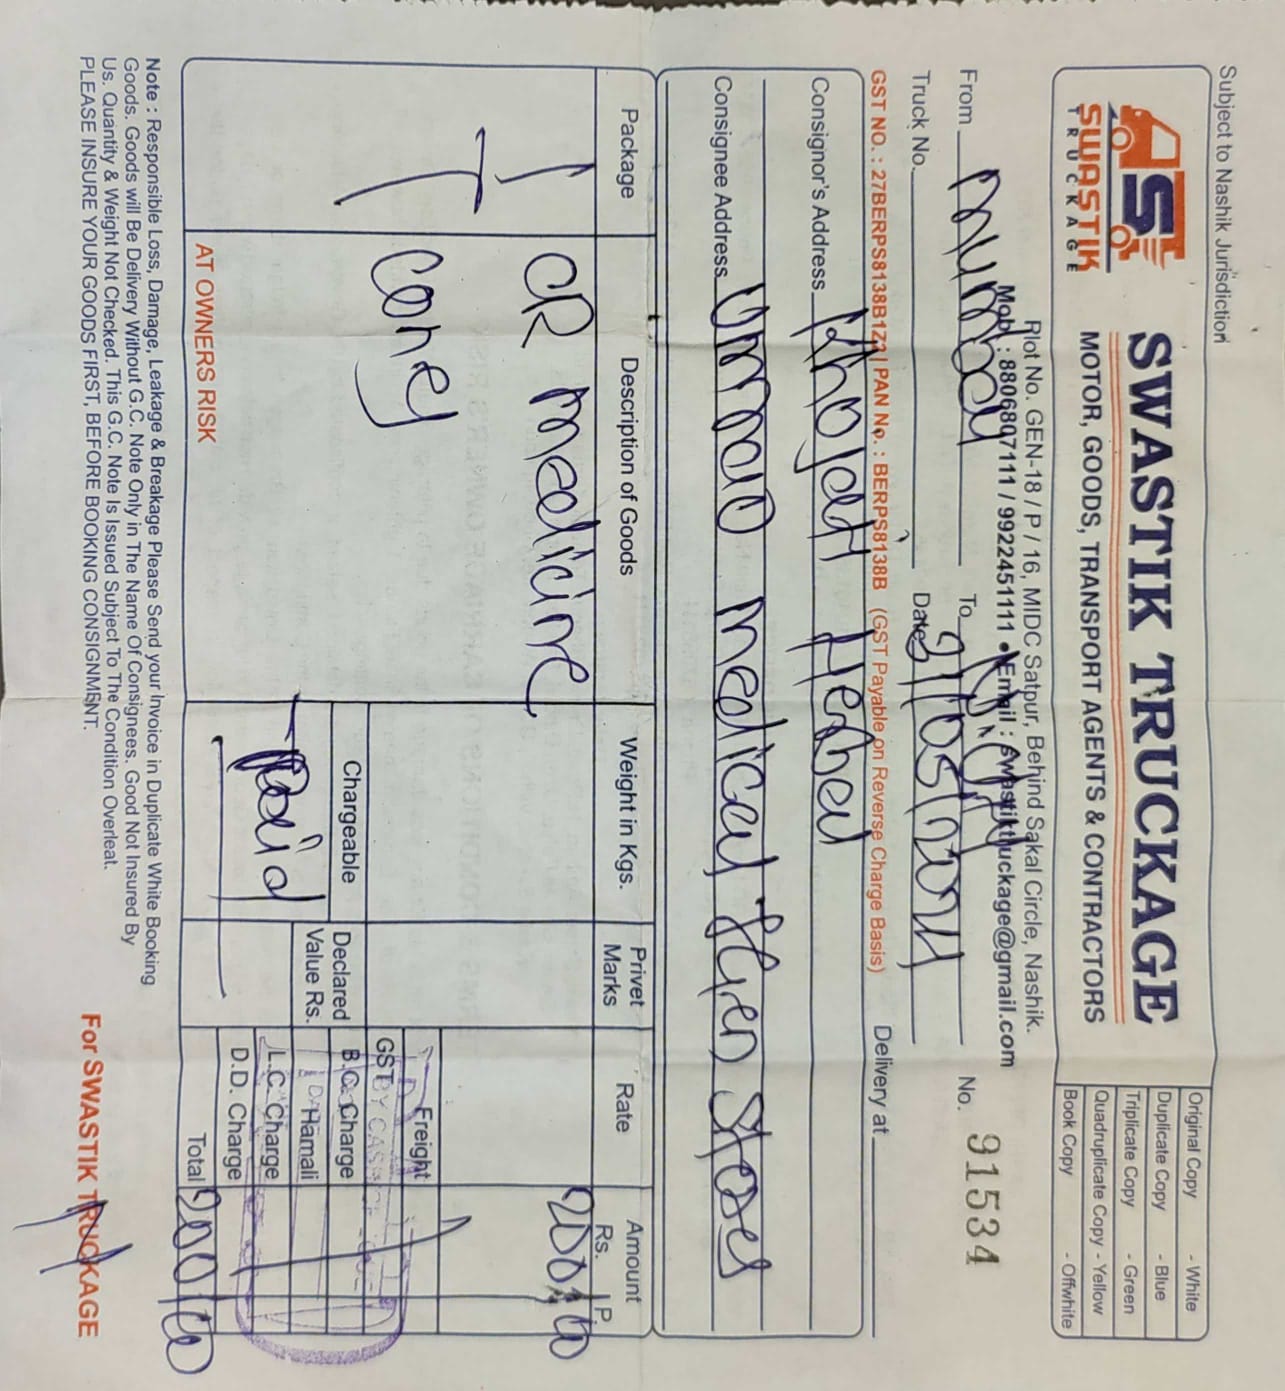 Subject to Nashik Jurisdiction
SWASTIK
TRUCKAGE
SWASTIK TRUCKAGE
MOTOR, GOODS, TRANSPORT AGENTS & CONTRACTORS
Plot No. GEN-18 / P / 16, MIDC Satpur, Behind Sakal Circle, Nashik.
Mob. : 8806807111 / 9922451111 • Email : swastiktruckage@gmail.com
Original Copy - White
Duplicate Copy - Blue
Triplicate Copy - Green
Quadruplicate Copy - Yellow
Book Copy - Offwhite
From Mumbai To No. 91534
Truck No. Date
GST NO. : | PAN No. : BERPS8138B (GST Payable on Reverse Charge Basis) Delivery at
Consignor's Address
Consignee Address medical Stores
Package Description of Goods Weight in Kgs. Privet Marks Rate Amount
Rs. P.
1 CR medicine 200/-
Chargeable
Declared Value Rs.
Paid
Freight
GST
B.C. Charge
Hamali
L.C. Charge
D.D. Charge
Total 200/-
AT OWNERS RISK
Note : Responsible Loss, Damage, Leakage & Breakage Please Send your Invoice in Duplicate White Booking
Goods. Goods will Be Delivery Without G.C. Note Only in The Name Of Consignees. Good Not Insured By
Us. Quantity & Weight Not Checked. This G.C. Note Is Issued Subject To The Condition Overleat.
PLEASE INSURE YOUR GOODS FIRST, BEFORE BOOKING CONSIGNMENT.
For SWASTIK TRUCKAGE